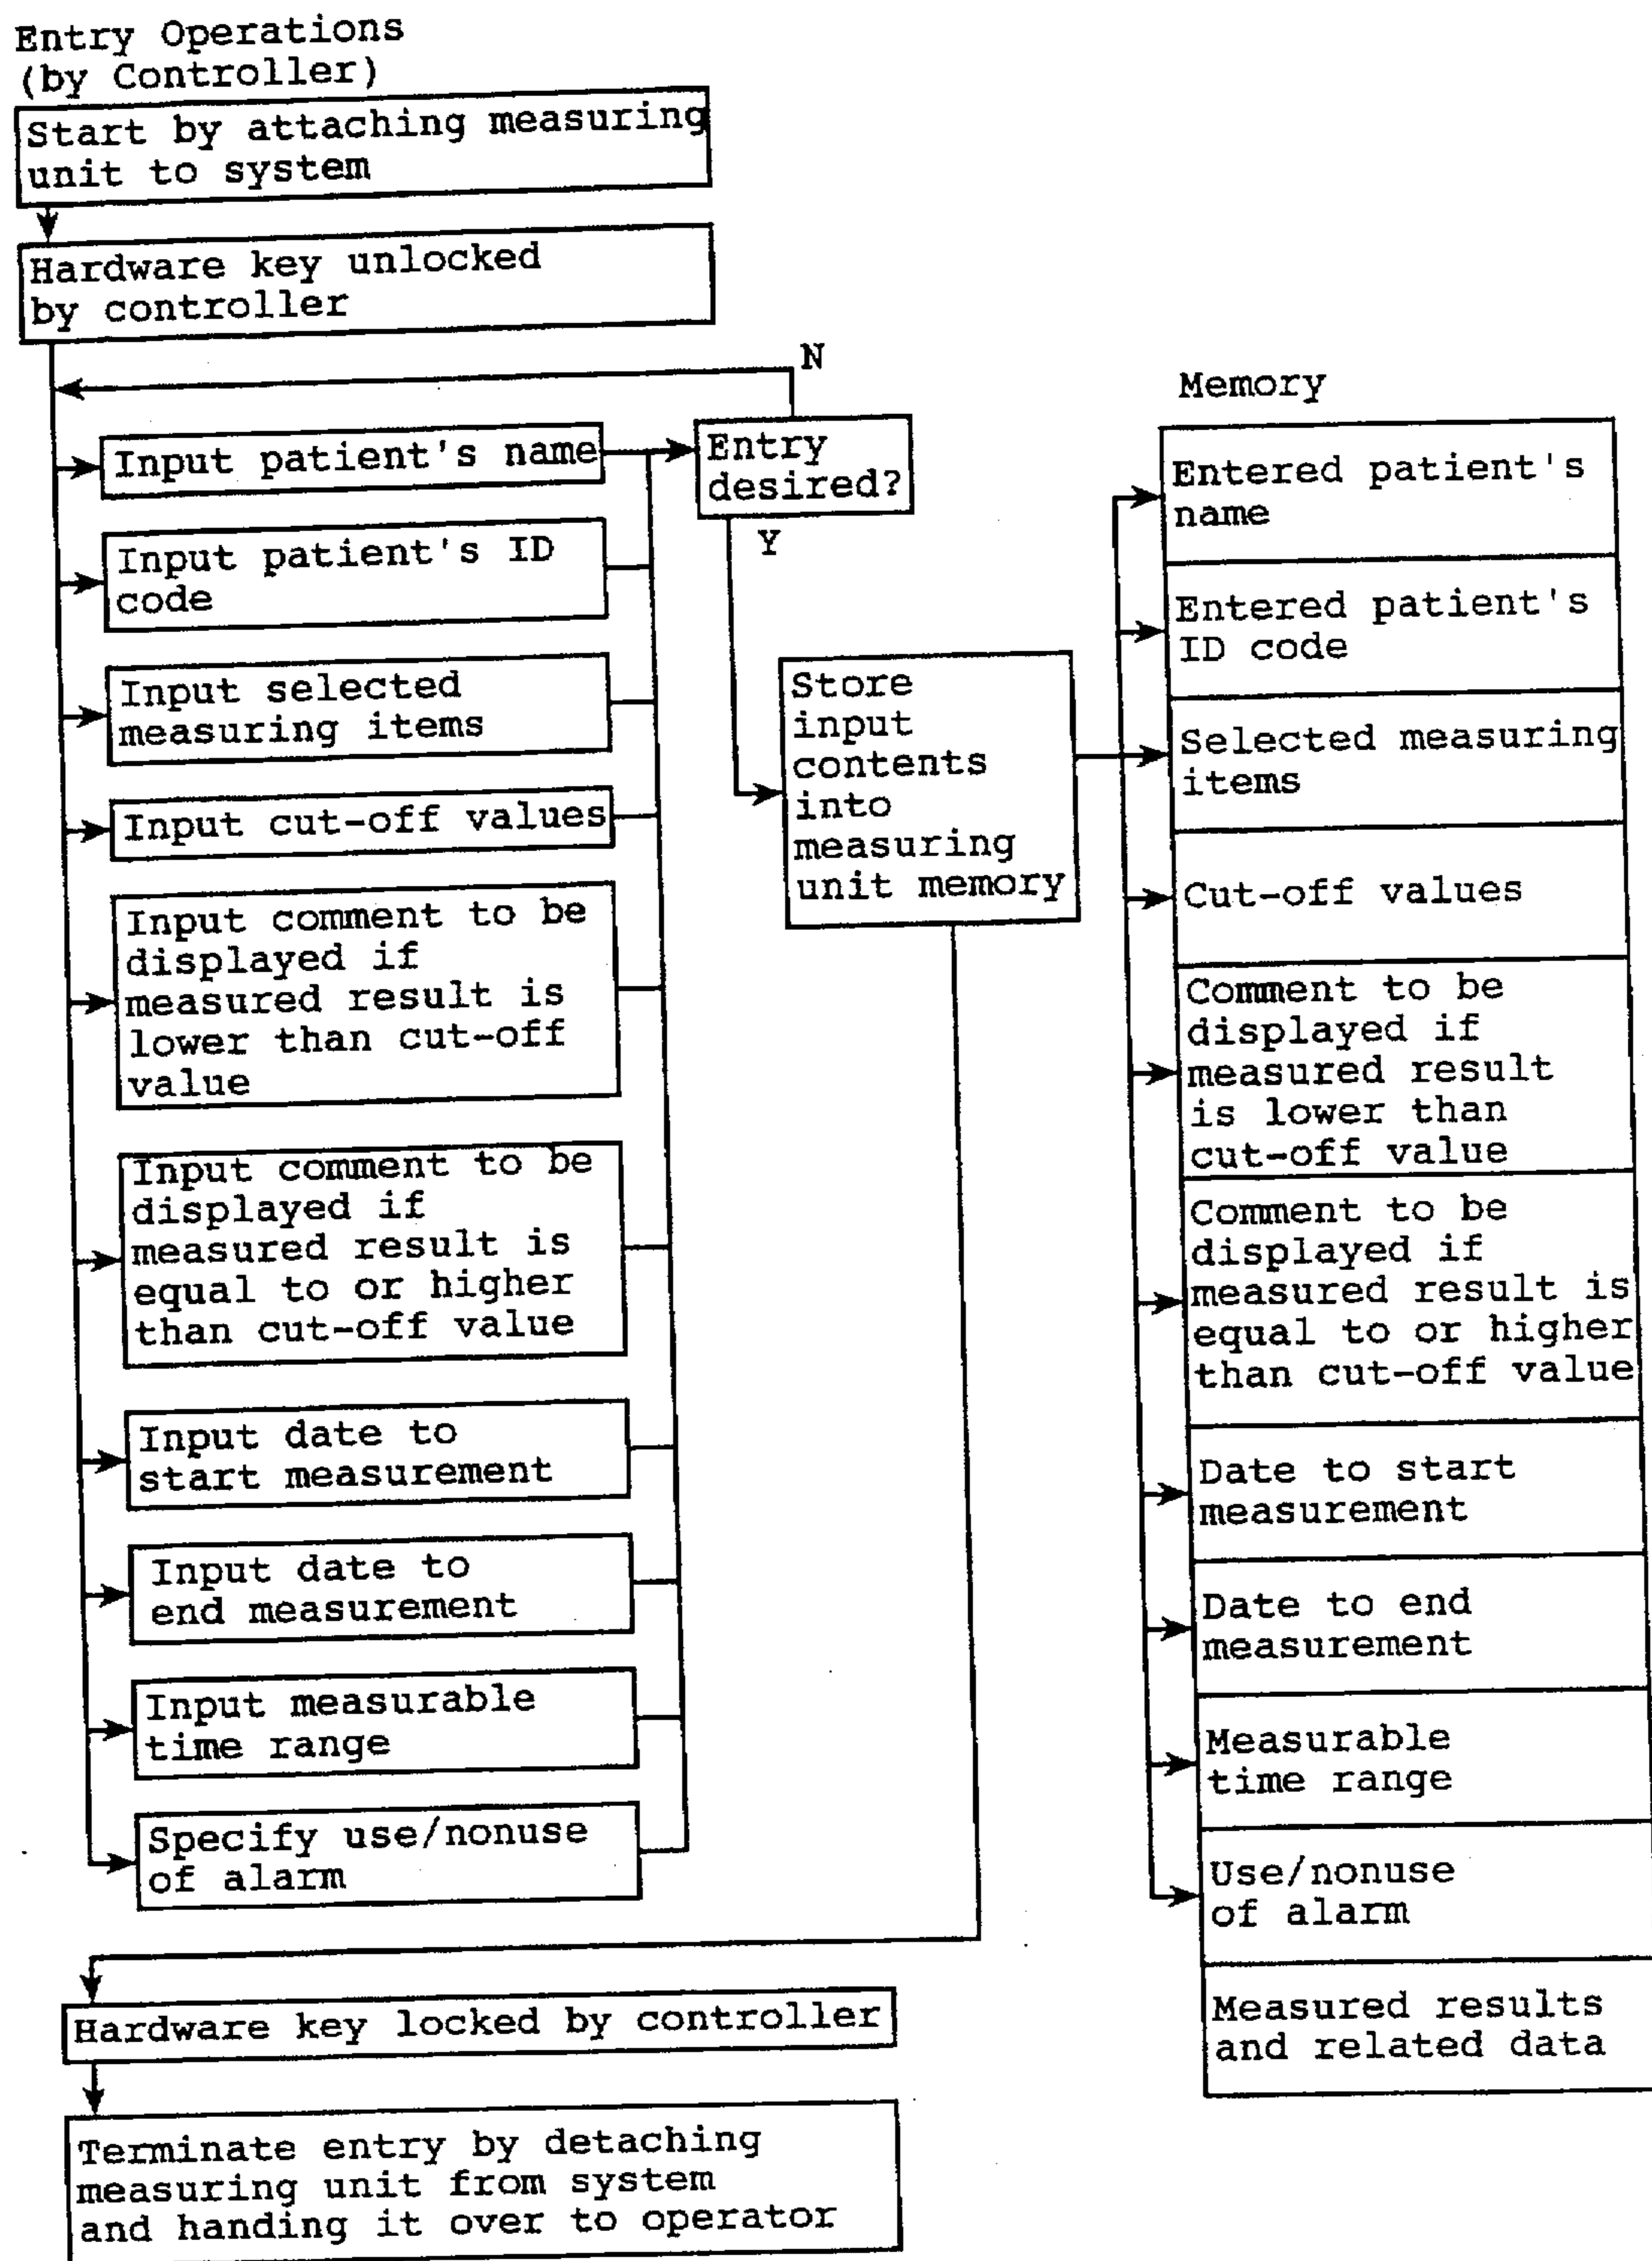 Entry Operations
(by Controller)
Start by attaching measuring
unit to system
Hardware key unlocked
by controller
N
Input patient's name
Entry
desired?
Y
Input patient's ID
code
Input selected
measuring items
Input cut-off values
Input comment to be
displayed if
measured result is
lower than cut-off
value
Input comment to be
displayed if
measured result is
equal to or higher
than cut-off value
Input date to
start measurement
Input date to
end measurement
Input measurable
time range
Specify use/nonuse
of alarm
Store
input
contents
into
measuring
unit memory
Memory
Entered patient's
name
Entered patient's
ID code
Selected measuring
items
Cut-off values
Comment to be
displayed if
measured result
is lower than
cut-off value
Comment to be
displayed if
measured result is
equal to or higher
than cut-off value
Date to start
measurement
Date to end
measurement
Measurable
time range
Use/nonuse
of alarm
Measured results
and related data
Hardware key locked by controller
Terminate entry by detaching
measuring unit from system
and handing it over to operator